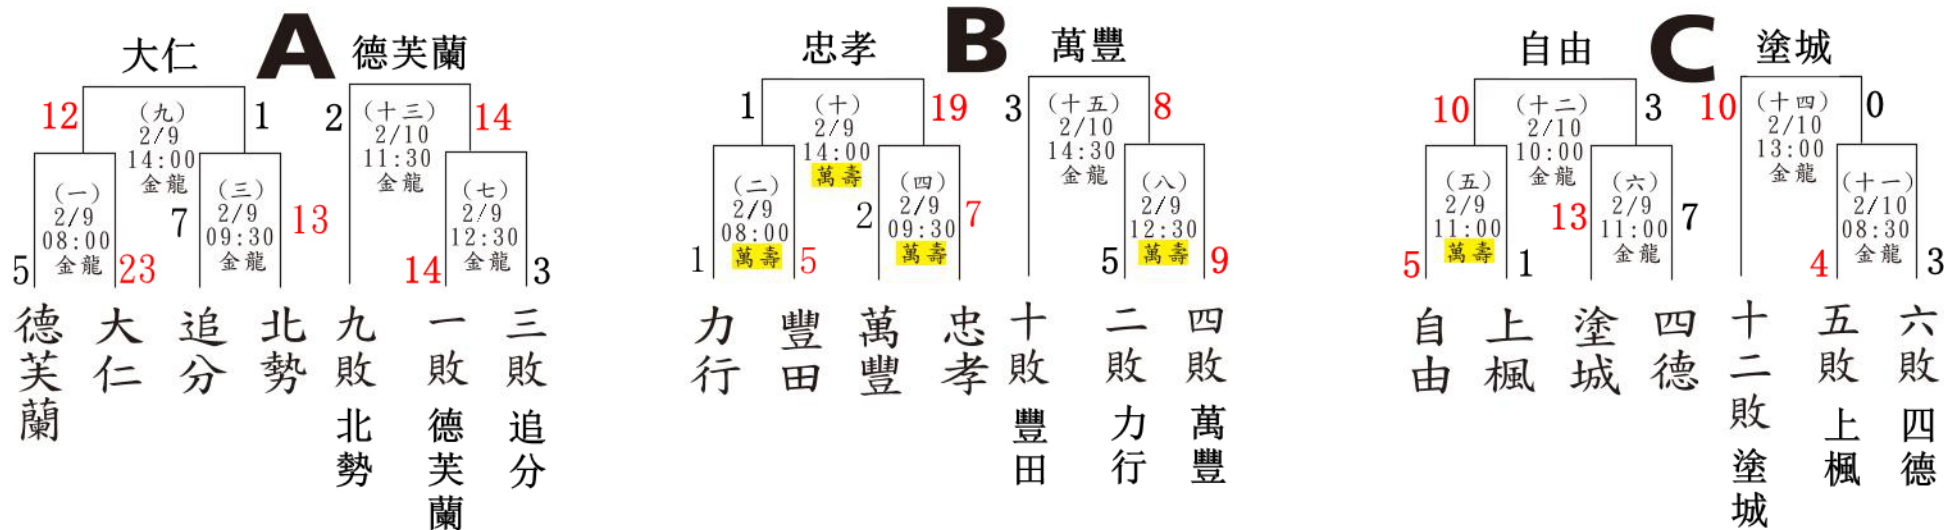 大仁 A 德芙蘭
12
(九)
2/9
14:00
金龍
1
2
(十三)
2/10
11:30
金龍
14
5
(一)
2/9
08:00
金龍
23
7
(三)
2/9
09:30
金龍
13
14
(七)
2/9
12:30
金龍
3
德芙蘭
大仁
追分
北勢
九敗 北勢
一敗 德芙蘭
三敗 追分
忠孝 B 萬豐
1
(十)
2/9
14:00
萬壽
19
3
(十五)
2/10
14:30
金龍
8
1
(二)
2/9
08:00
萬壽
5
2
(四)
2/9
09:30
萬壽
7
5
(八)
2/9
12:30
萬壽
9
力行
豐田
萬豐
忠孝
十敗 豐田
二敗 力行
四敗 萬豐
自由 C 塗城
10
(十二)
2/10
10:00
金龍
3
10
(十四)
2/10
13:00
金龍
0
5
(五)
2/9
11:00
萬壽
1
13
(六)
2/9
11:00
金龍
7
4
(十一)
2/10
08:30
金龍
3
自由
上楓
塗城
四德
十二敗 塗城
五敗 上楓
六敗 四德